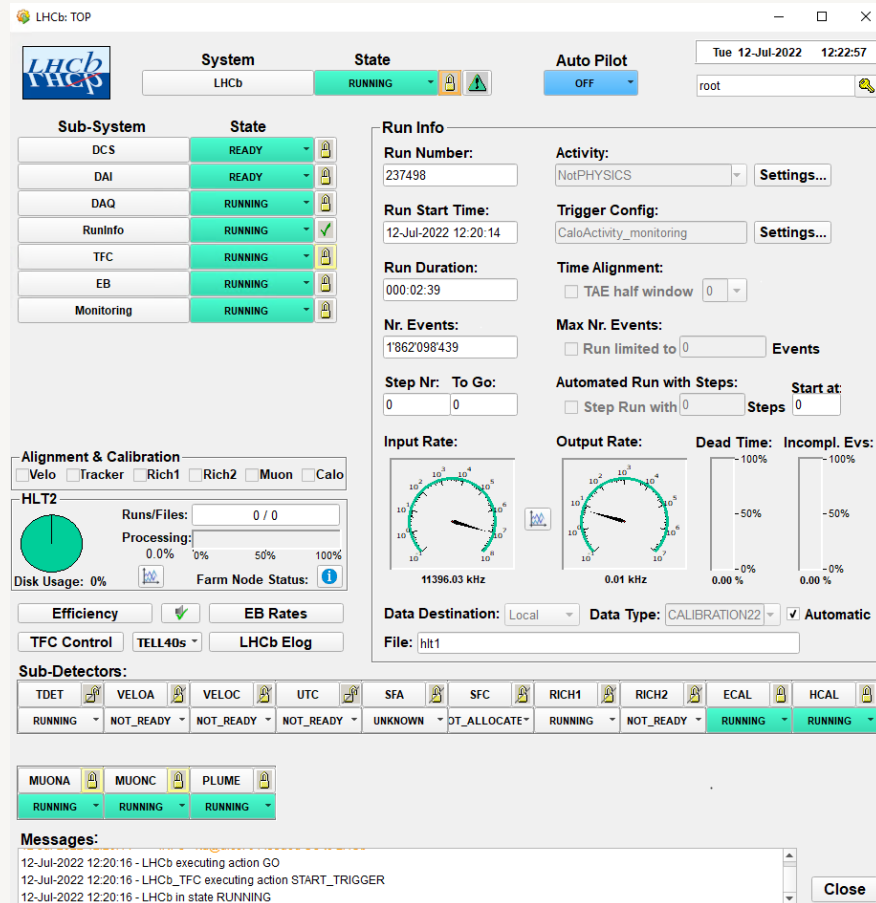 LHCb: TOP
LHCb
System State Auto Pilot Tue 12-Jul-2022 12:22:57
LHCb RUNNING OFF root
Sub-System State
DCS READY
DAI READY
DAQ RUNNING
RunInfo RUNNING
TFC RUNNING
EB RUNNING
Monitoring RUNNING
Run Info
Run Number: Activity:
237498 NotPHYSICS Settings...
Run Start Time: Trigger Config:
12-Jul-2022 12:20:14 CaloActivity_monitoring Settings...
Run Duration: Time Alignment:
000:02:39 TAE half window 0
Nr. Events: Max Nr. Events:
1'862'098'439 Run limited to 0 Events
Step Nr: To Go: Automated Run with Steps: Start at:
0 0 Step Run with 0 Steps 0
Input Rate: Output Rate: Dead Time: Incompl. Evs:
100% 100%
50% 50%
0% 0%
11396.03 kHz 0.01 kHz 0.00 % 0.00 %
Data Destination: Local Data Type: CALIBRATION22 Automatic
File: hlt1
Alignment & Calibration
Velo Tracker Rich1 Rich2 Muon Calo
HLT2
Runs/Files: 0 / 0
Processing:
0.0% 0% 50% 100%
Disk Usage: 0% Farm Node Status:
Efficiency EB Rates
TFC Control TELL40s LHCb Elog
Sub-Detectors:
TDET VELOA VELOC UTC SFA SFC RICH1 RICH2 ECAL HCAL
RUNNING NOT_READY NOT_READY NOT_READY UNKNOWN OT_ALLOCATE RUNNING NOT_READY RUNNING RUNNING
MUONA MUONC PLUME
RUNNING RUNNING RUNNING
Messages:
12-Jul-2022 12:20:16 - LHCb executing action GO
12-Jul-2022 12:20:16 - LHCb_TFC executing action START_TRIGGER
12-Jul-2022 12:20:16 - LHCb in state RUNNING
Close